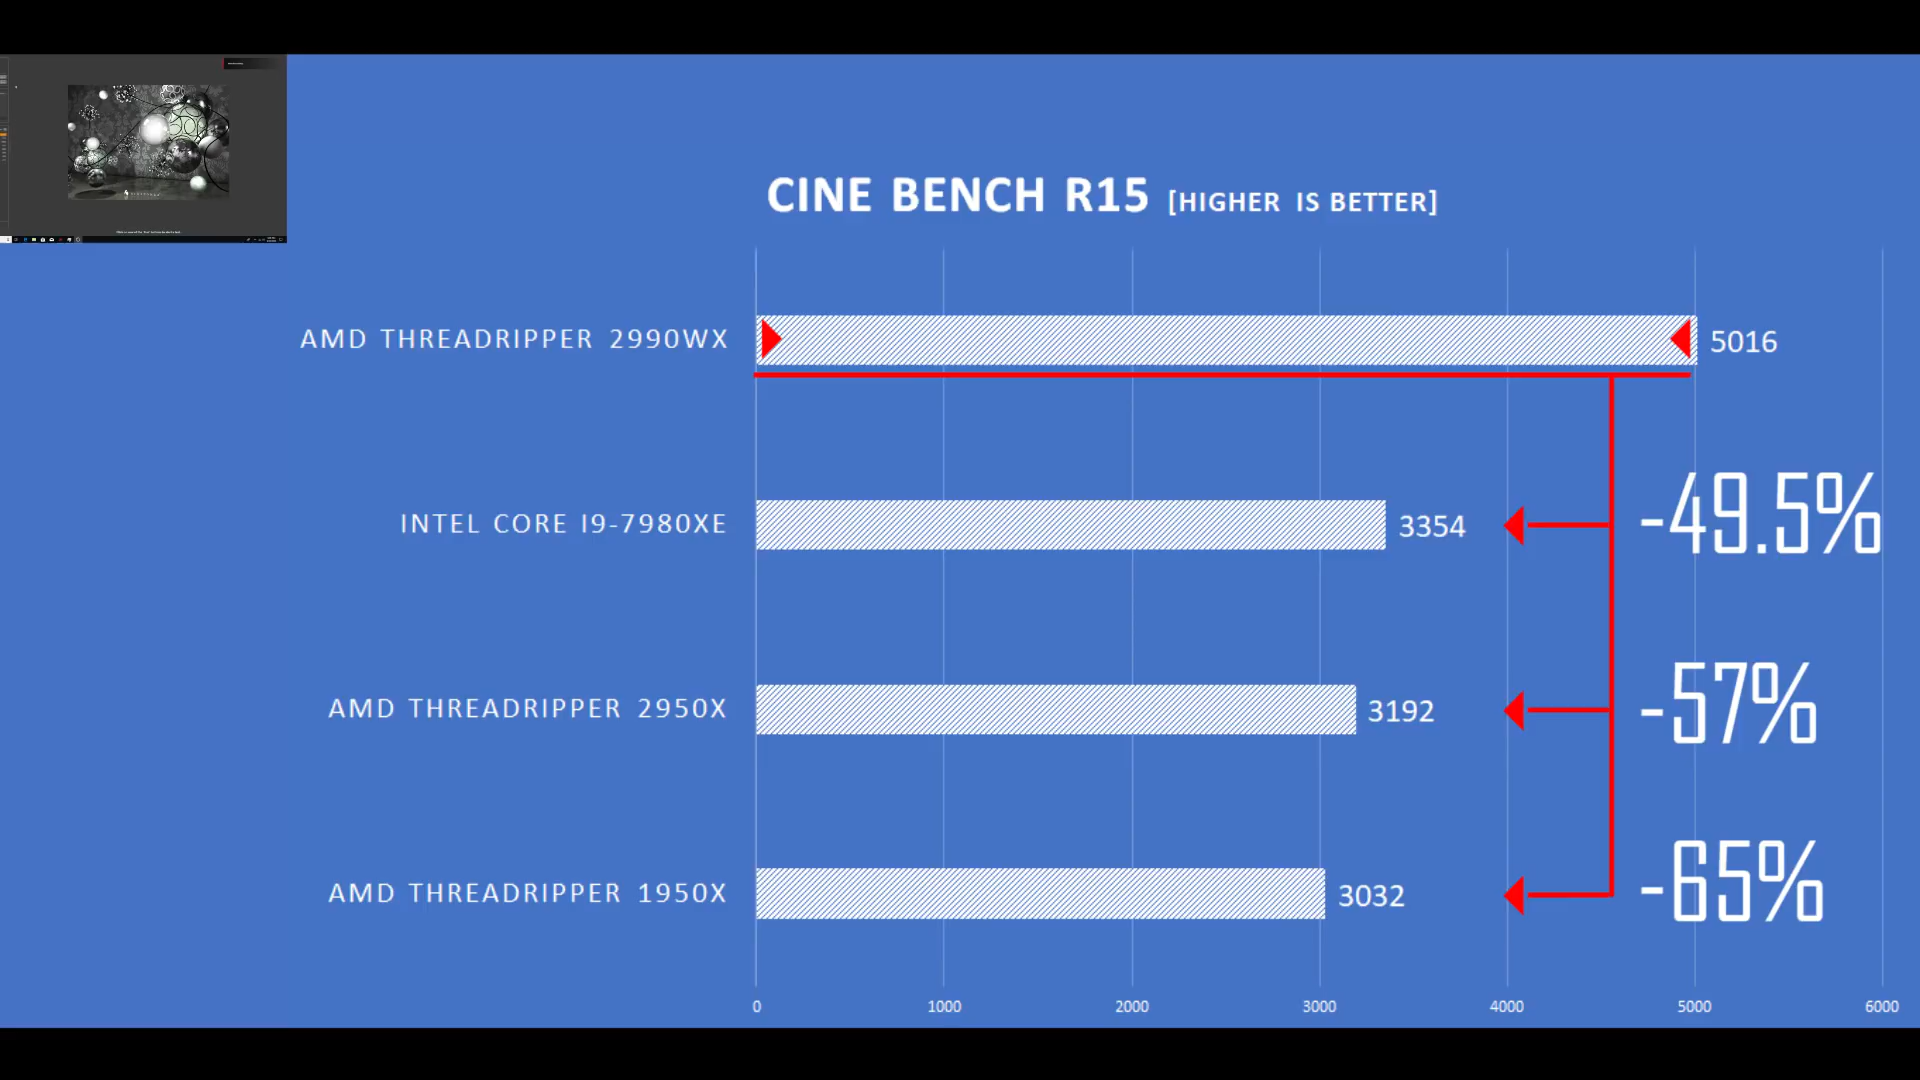 CINE BENCH R15 [HIGHER IS BETTER]
AMD THREADRIPPER 2990WX 5016
INTEL CORE I9-7980XE 3354 -49.5%
AMD THREADRIPPER 2950X 3192 -57%
AMD THREADRIPPER 1950X 3032 -65%
0 1000 2000 3000 4000 5000 6000